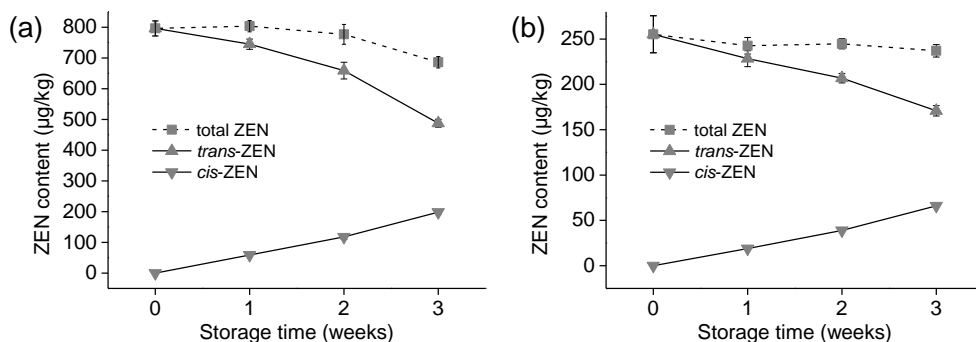 (a)
800
700
600
500
400
300
200
100
0
ZEN content (µg/kg)
total ZEN
trans-ZEN
cis-ZEN
0 1 2 3
Storage time (weeks)
(b)
250
200
150
100
50
0
ZEN content (µg/kg)
total ZEN
trans-ZEN
cis-ZEN
0 1 2 3
Storage time (weeks)